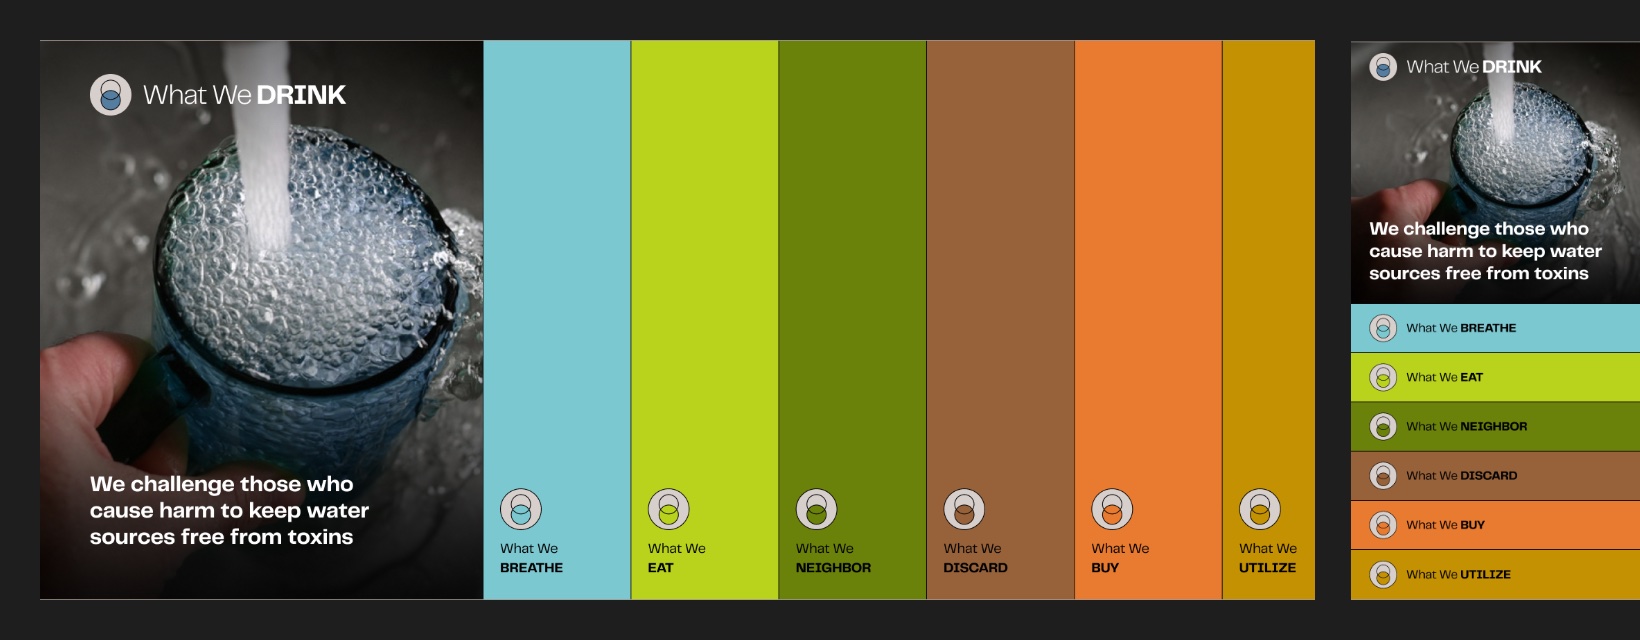 What We DRINK
We challenge those who
cause harm to keep water
sources free from toxins
What We
BREATHE
What We
EAT
What We
NEIGHBOR
What We
DISCARD
What We
BUY
What We
UTILIZE
What We DRINK
We challenge those who
cause harm to keep water
sources free from toxins
What We BREATHE
What We EAT
What We NEIGHBOR
What We DISCARD
What We BUY
What We UTILIZE